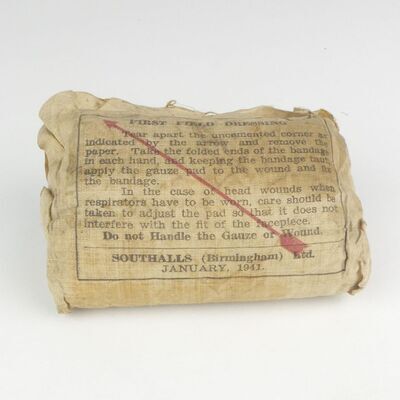 FIRST FIELD DRESSING
Tear apart the uncemented corner as
indicated by the arrow and remove the
paper. Take the folded ends of the bandage
in each hand, and keeping the bandage taut
apply the gauze pad to the wound and fix
the bandage.
In the case of head wounds when
respirators have to be worn, care should be
taken to adjust the pad so that it does not
interfere with the fit of the facepiece.
Do not Handle the Gauze or Wound.
SOUTHALLS (Birmingham) Ltd.
JANUARY, 1941.